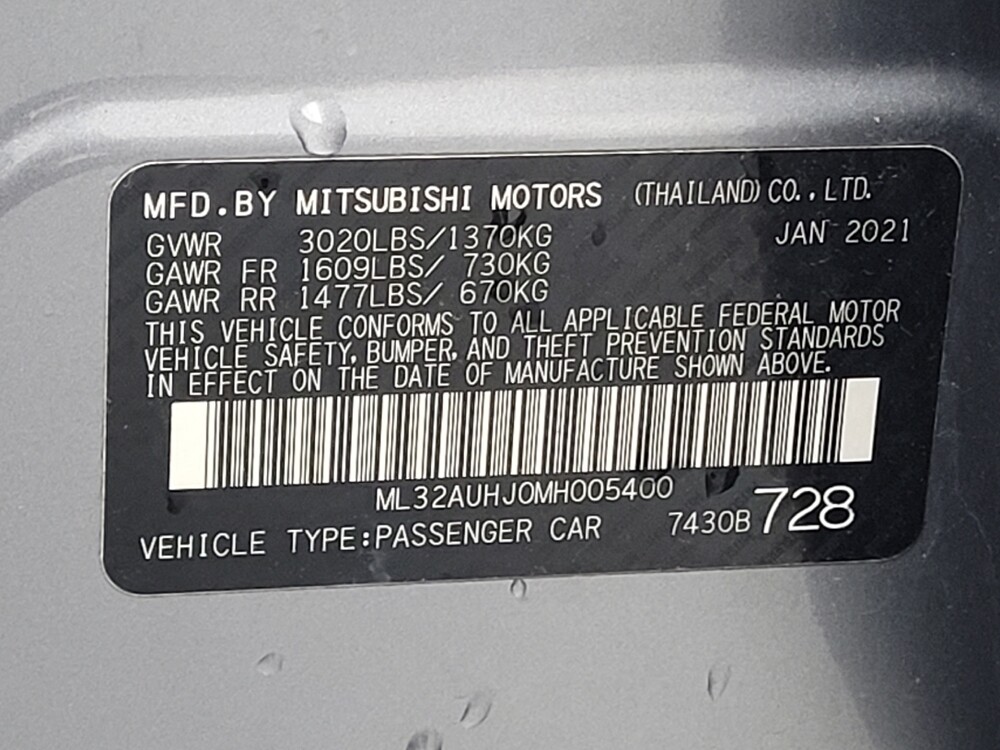 MFD.BY MITSUBISHI MOTORS (THAILAND) CO., LTD.
GVWR 3020LBS/1370KG JAN 2021
GAWR FR 1609LBS/ 730KG
GAWR RR 1477LBS/ 670KG
THIS VEHICLE CONFORMS TO ALL APPLICABLE FEDERAL MOTOR
VEHICLE SAFETY, BUMPER, AND THEFT PREVENTION STANDARDS
IN EFFECT ON THE DATE OF MANUFACTURE SHOWN ABOVE.
ML32AUHJ0MH005400
VEHICLE TYPE:PASSENGER CAR 7430B 728